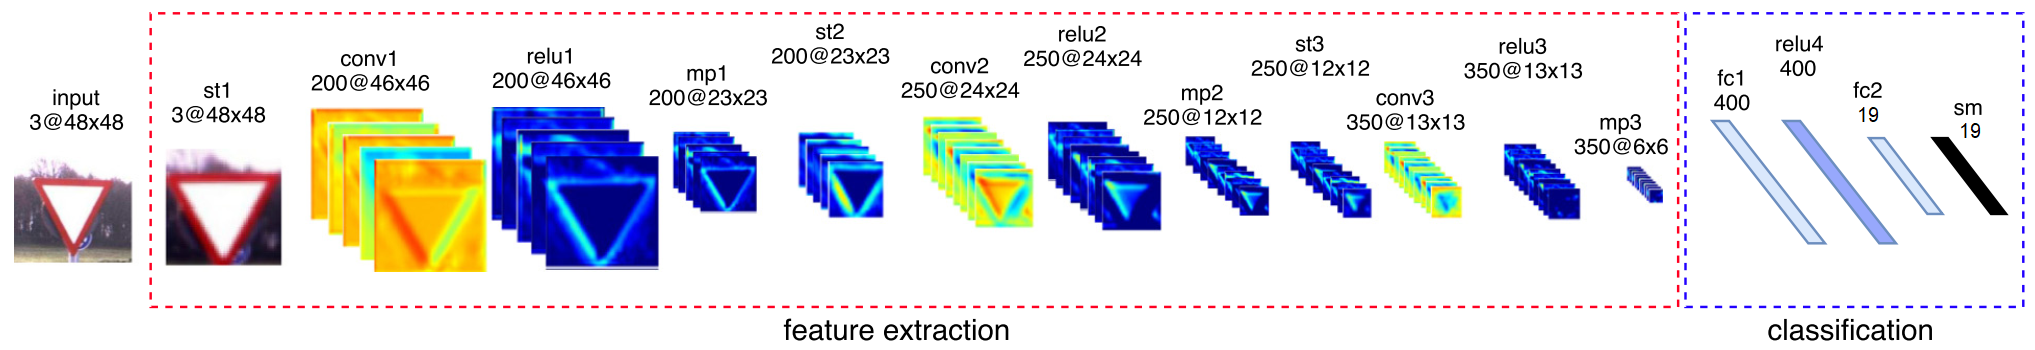 input
3@48x48
st1
3@48x48
conv1
200@46x46
relu1
200@46x46
mp1
200@23x23
st2
200@23x23
conv2
250@24x24
relu2
250@24x24
mp2
250@12x12
st3
250@12x12
conv3
350@13x13
relu3
350@13x13
mp3
350@6x6
fc1
400
relu4
400
fc2
19
sm
19
feature extraction
classification